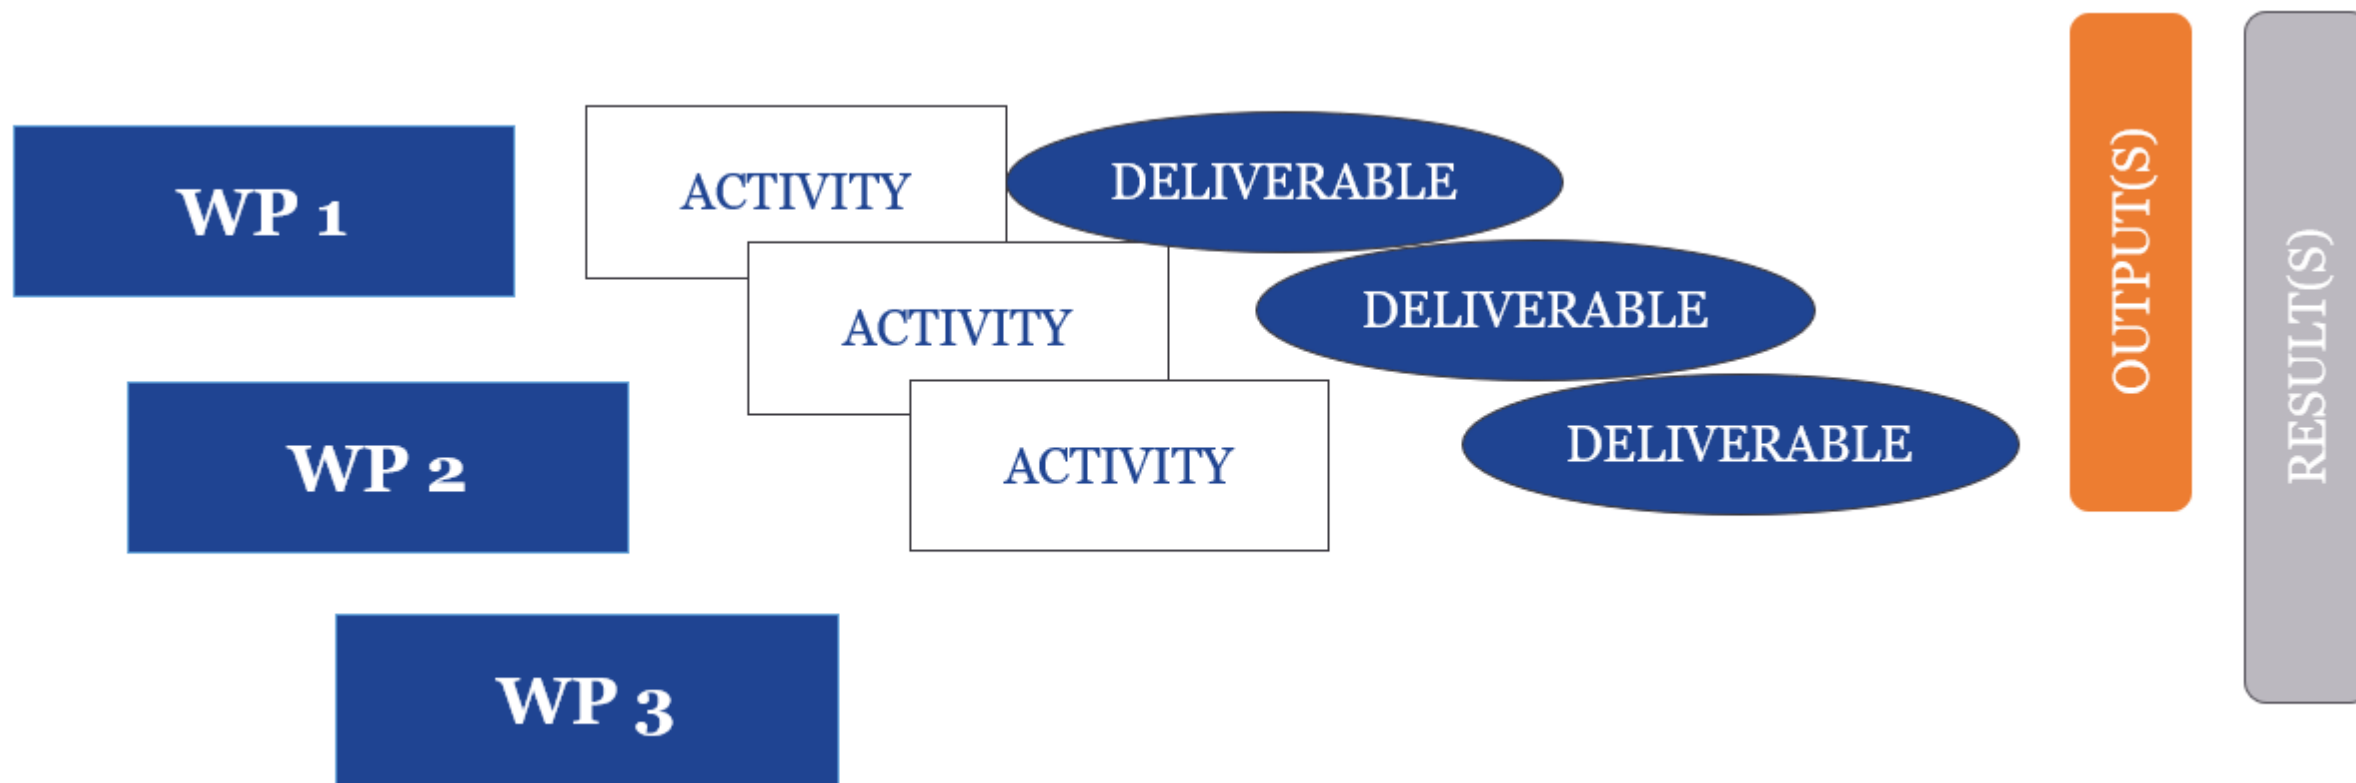 WP 1
ACTIVITY
DELIVERABLE
ACTIVITY
DELIVERABLE
WP 2
ACTIVITY
DELIVERABLE
WP 3
OUTPUT(S)
RESULT(S)